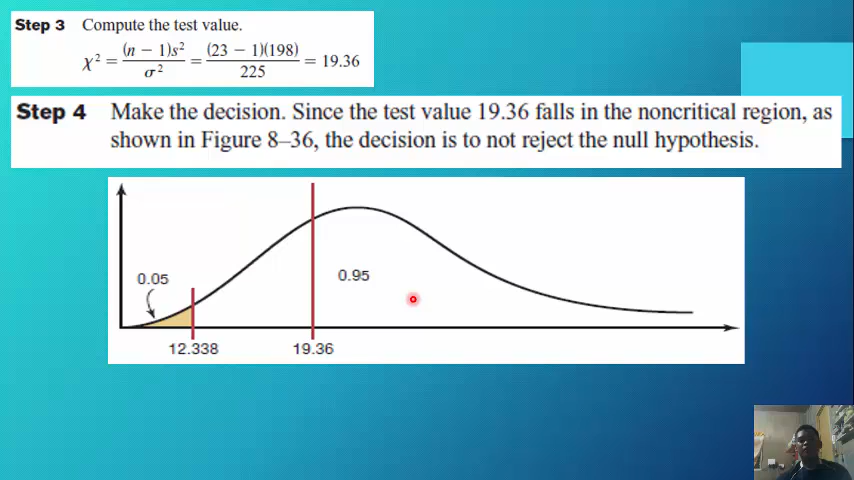 Step 3 Compute the test value.
χ² = (n − 1)s² / σ² = (23 − 1)(198) / 225 = 19.36
Step 4 Make the decision. Since the test value 19.36 falls in the noncritical region, as
shown in Figure 8–36, the decision is to not reject the null hypothesis.
0.05
0.95
12.338
19.36